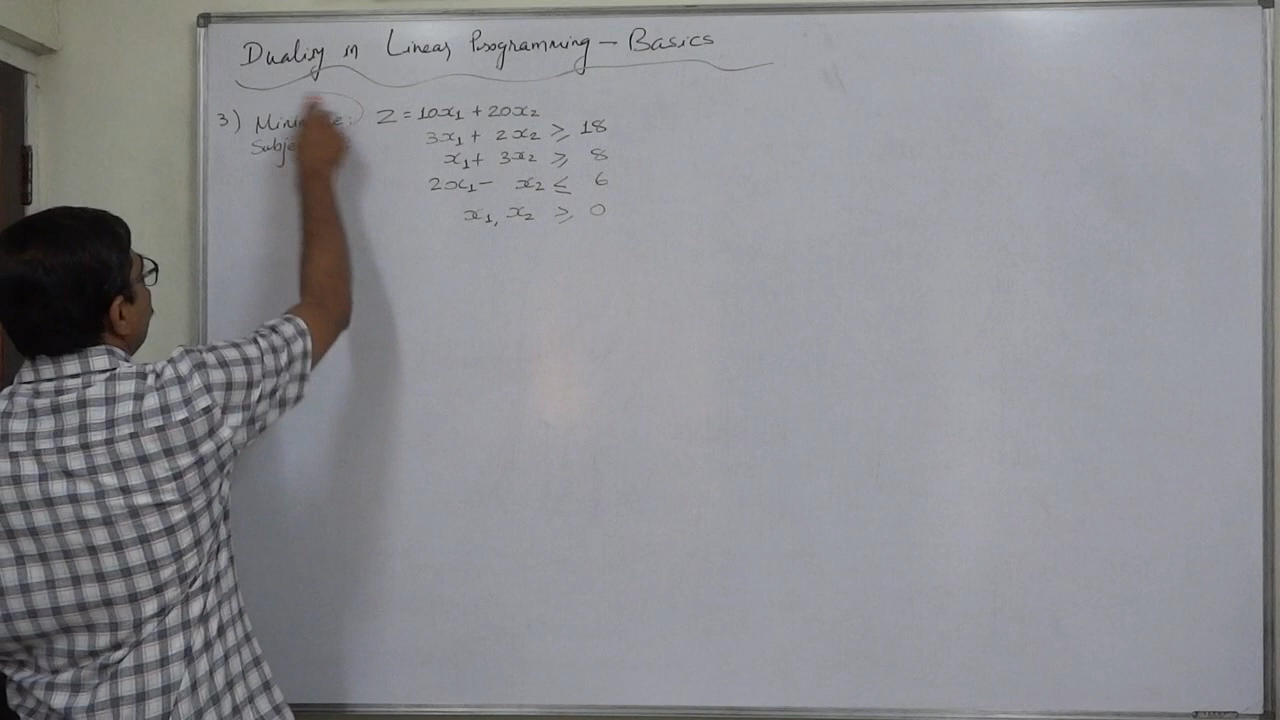 Duality in Linear Programming – Basics
3) Z = 10x₁ + 20x₂
3x₁ + 2x₂ ≥ 18
x₁ + 3x₂ ≥ 8
2x₁ – x₂ ≤ 6
x₁, x₂ ≥ 0